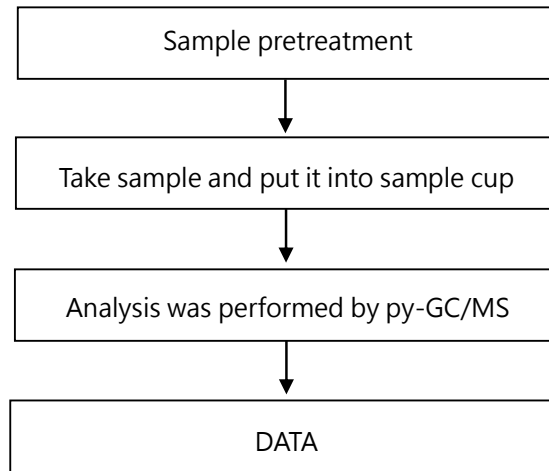 Sample pretreatment
Take sample and put it into sample cup
Analysis was performed by py-GC/MS
DATA